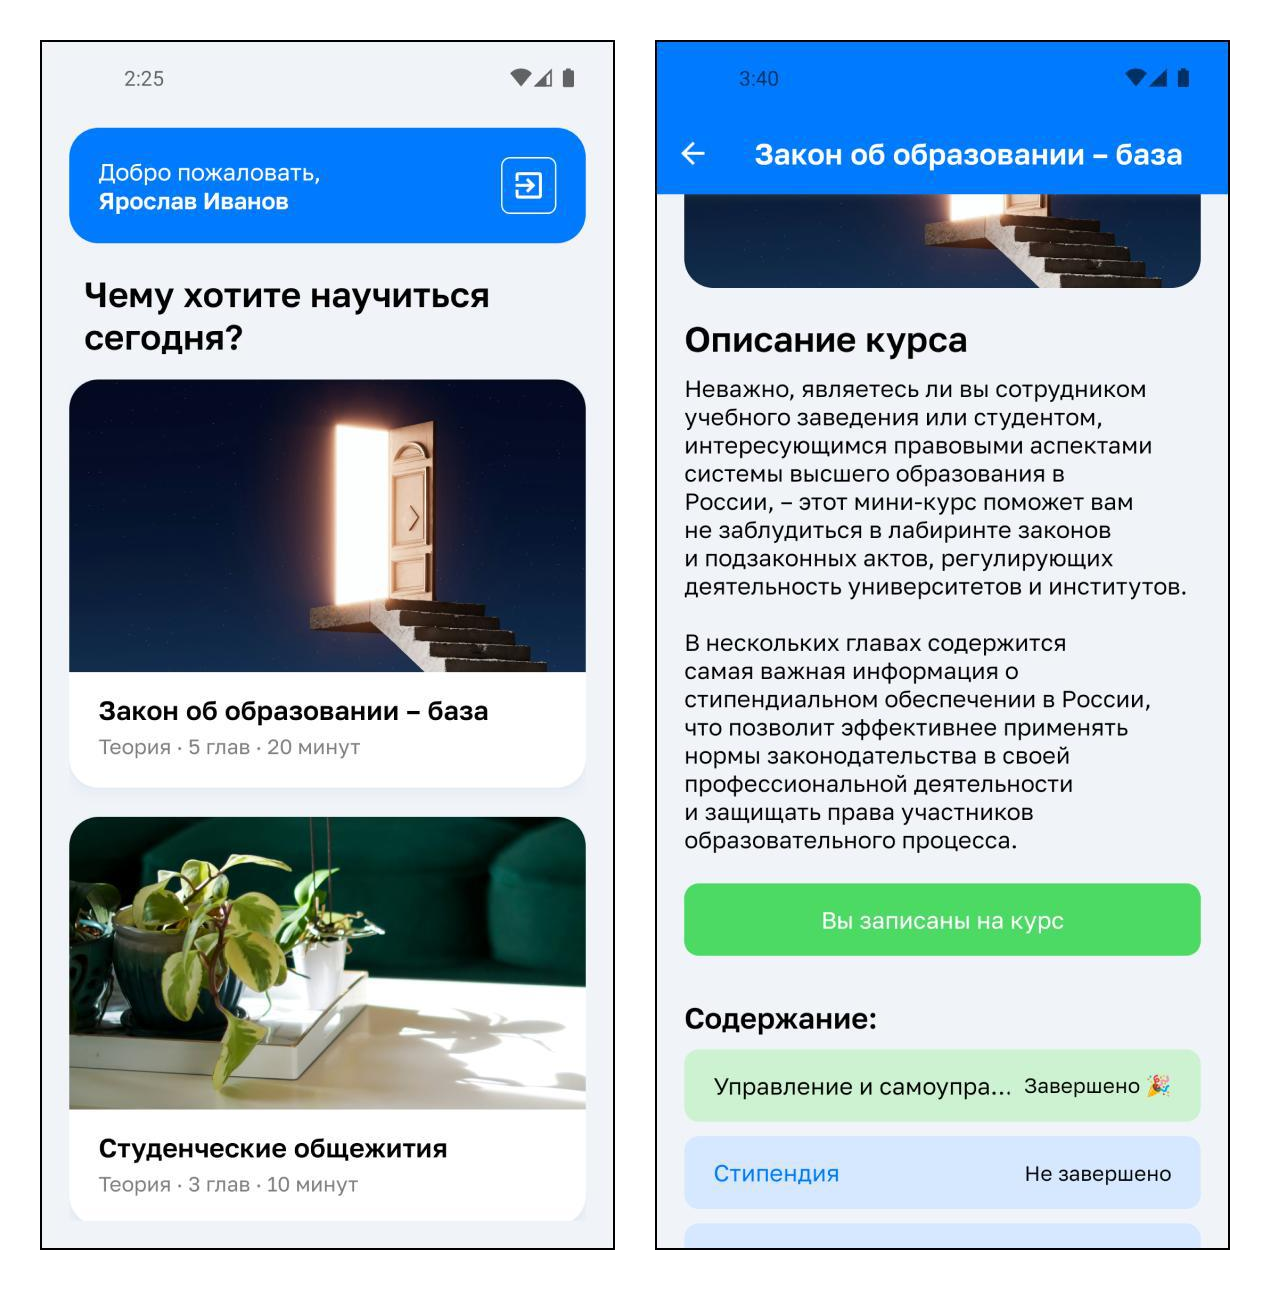 2:25
Добро пожаловать,
Ярослав Иванов
Чему хотите научиться
сегодня?
Закон об образовании – база
Теория · 5 глав · 20 минут
Студенческие общежития
Теория · 3 глав · 10 минут
3:40
Закон об образовании – база
Описание курса
Неважно, являетесь ли вы сотрудником
учебного заведения или студентом,
интересующимся правовыми аспектами
системы высшего образования в
России, – этот мини-курс поможет вам
не заблудиться в лабиринте законов
и подзаконных актов, регулирующих
деятельность университетов и институтов.
В нескольких главах содержится
самая важная информация о
стипендиальном обеспечении в России,
что позволит эффективнее применять
нормы законодательства в своей
профессиональной деятельности
и защищать права участников
образовательного процесса.
Вы записаны на курс
Содержание:
Управление и самоупра... Завершено 🎉
Стипендия Не завершено